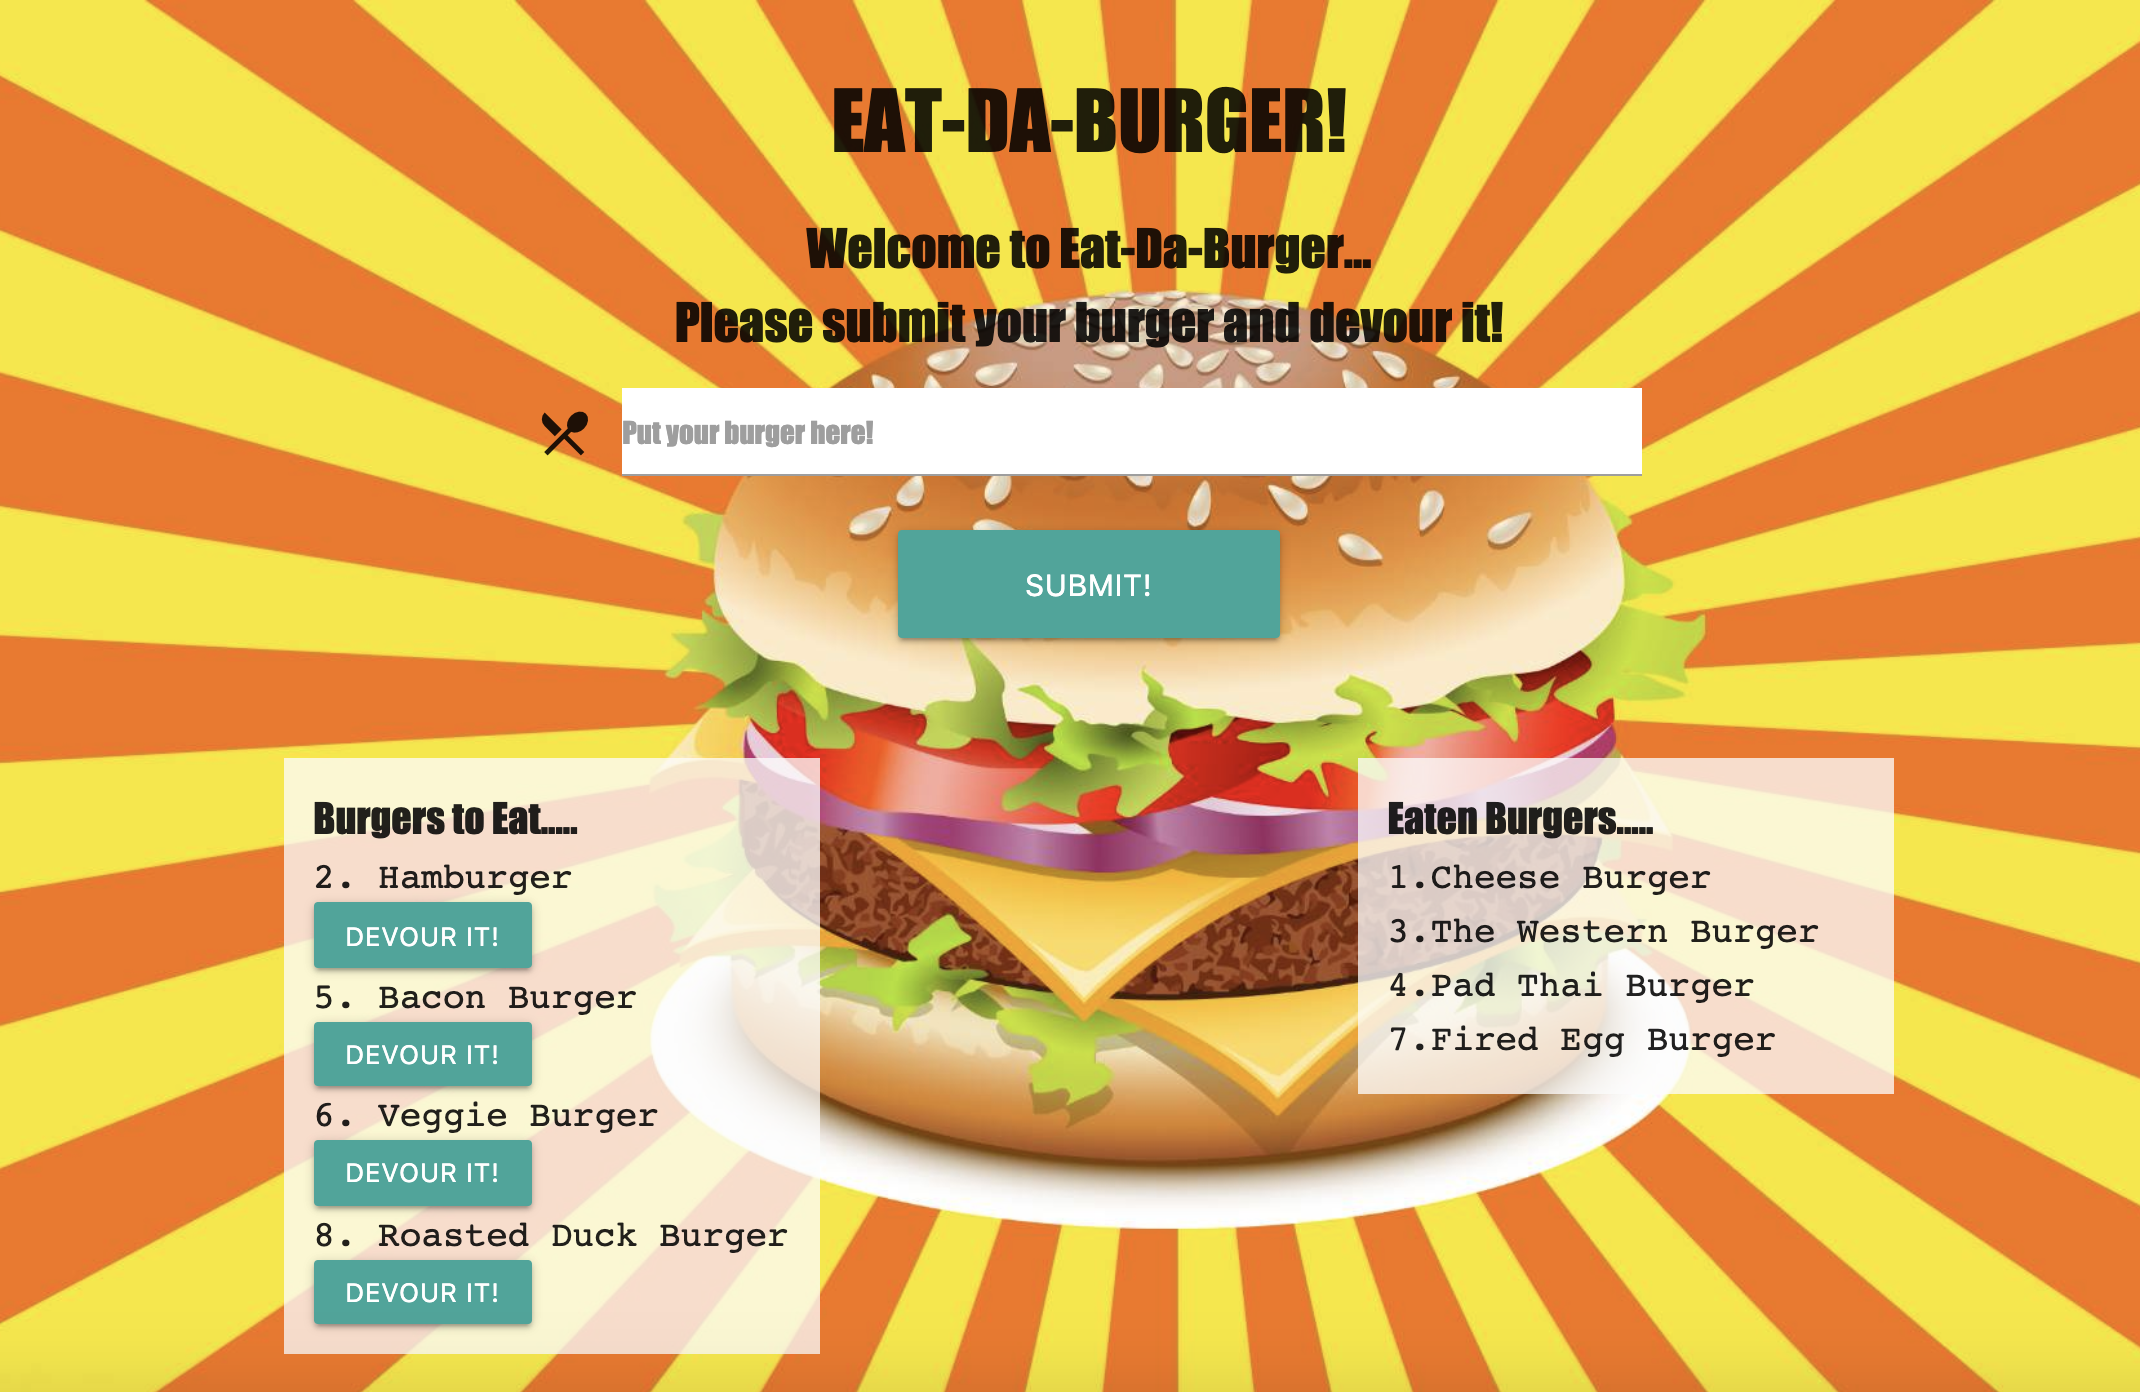 EAT-DA-BURGER!
Welcome to Eat-Da-Burger...
Please submit your burger and devour it!
Put your burger here!
SUBMIT!
Burgers to Eat.....
2. Hamburger
DEVOUR IT!
5. Bacon Burger
DEVOUR IT!
6. Veggie Burger
DEVOUR IT!
8. Roasted Duck Burger
DEVOUR IT!
Eaten Burgers.....
1.Cheese Burger
3.The Western Burger
4.Pad Thai Burger
7.Fired Egg Burger